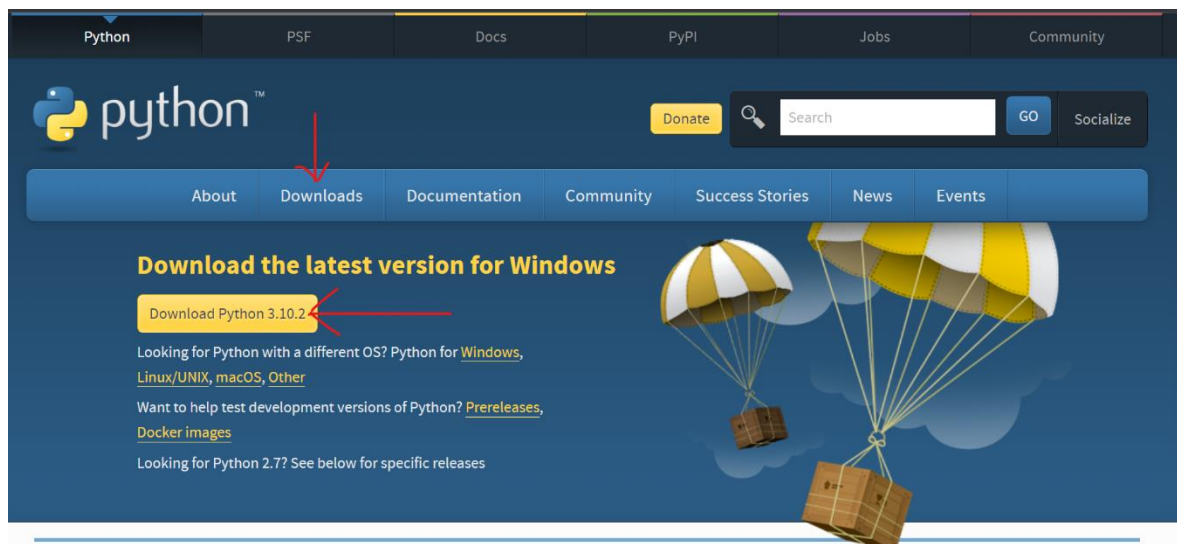 Python PSF Docs PyPI Jobs Community
python™ Donate Search GO Socialize
About Downloads Documentation Community Success Stories News Events
Download the latest version for Windows
Download Python 3.10.2
Looking for Python with a different OS? Python for Windows,
Linux/UNIX, macOS, Other
Want to help test development versions of Python? Prereleases,
Docker images
Looking for Python 2.7? See below for specific releases